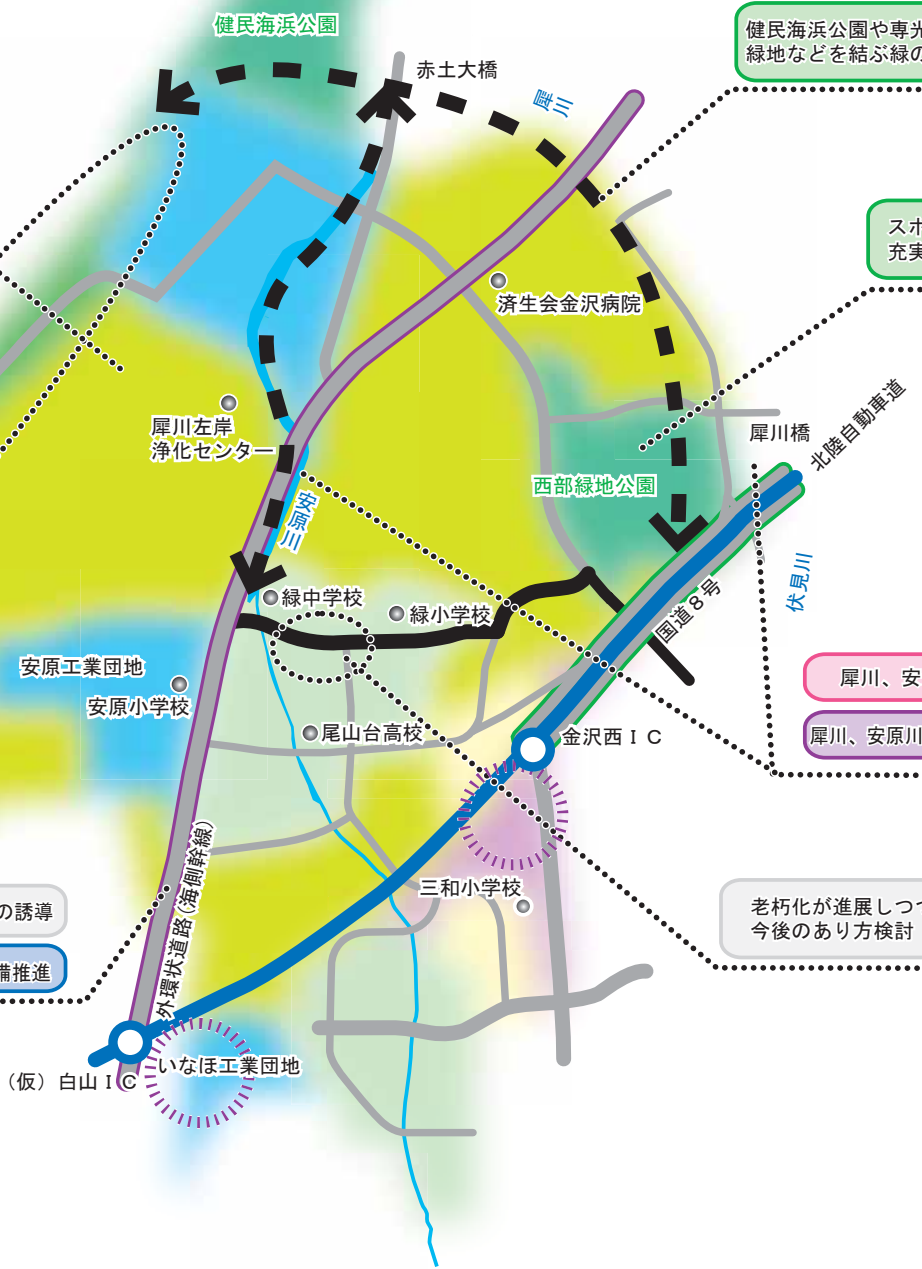 健民海浜公園
健民海浜公園や専光
緑地などを結ぶ緑の
赤土大橋
犀川
スポ
充実
済生会金沢病院
犀川左岸
浄化センター
犀川橋
北陸自動車道
西部緑地公園
安原川
伏見川
緑中学校
緑小学校
国道8号
安原工業団地
安原小学校
犀川、安
犀川、安原川
尾山台高校
金沢西IC
三和小学校
の誘導
備推進
外環状道路(海側幹線)
老朽化が進展しつつ
今後のあり方検討
いなほ工業団地
(仮)白山IC